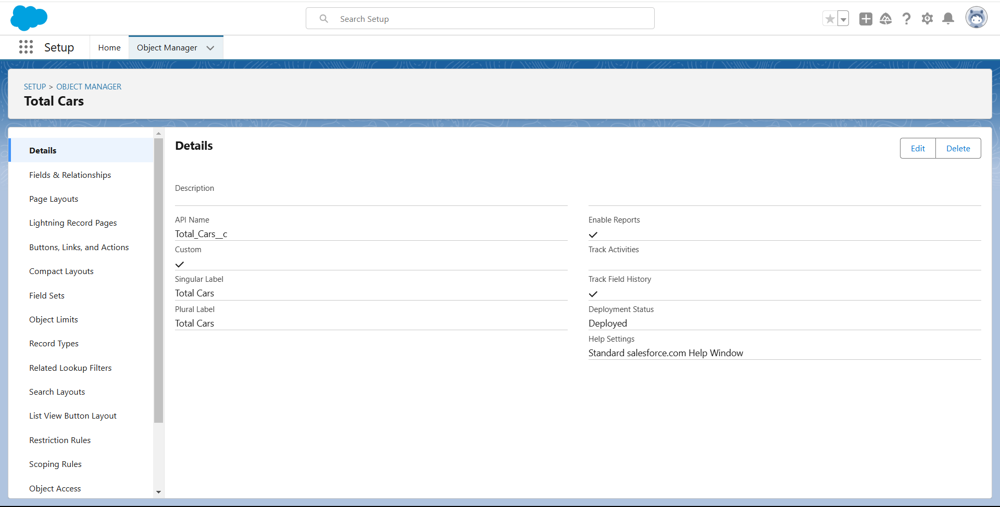 Search Setup
Setup
Home
Object Manager
SETUP > OBJECT MANAGER
Total Cars
Details
Fields & Relationships
Page Layouts
Lightning Record Pages
Buttons, Links, and Actions
Compact Layouts
Field Sets
Object Limits
Record Types
Related Lookup Filters
Search Layouts
List View Button Layout
Restriction Rules
Scoping Rules
Object Access
Details
Edit
Delete
Description
API Name
Total_Cars__c
Custom
Singular Label
Total Cars
Plural Label
Total Cars
Enable Reports
Track Activities
Track Field History
Deployment Status
Deployed
Help Settings
Standard salesforce.com Help Window